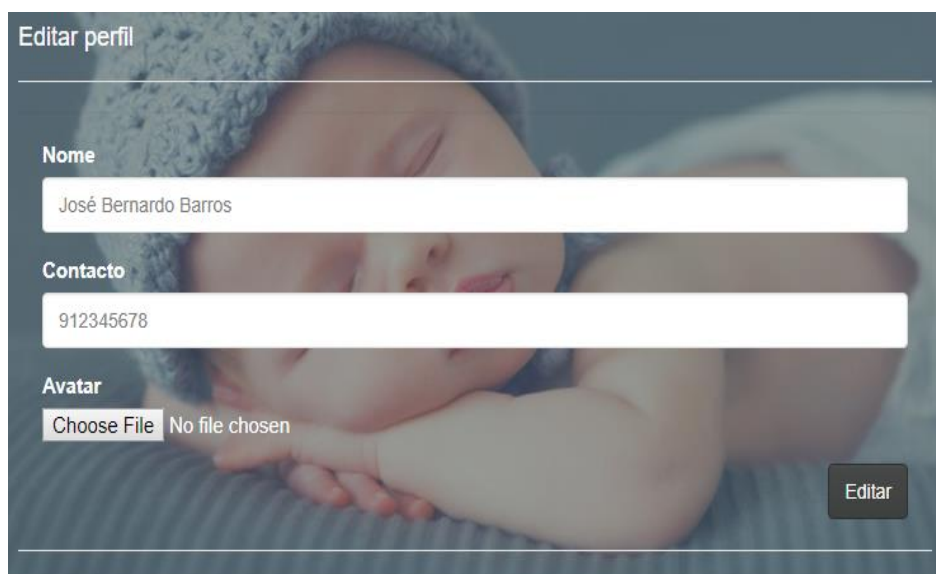 Editar perfil
Nome
José Bernardo Barros
Contacto
912345678
Avatar
Choose File No file chosen
Editar